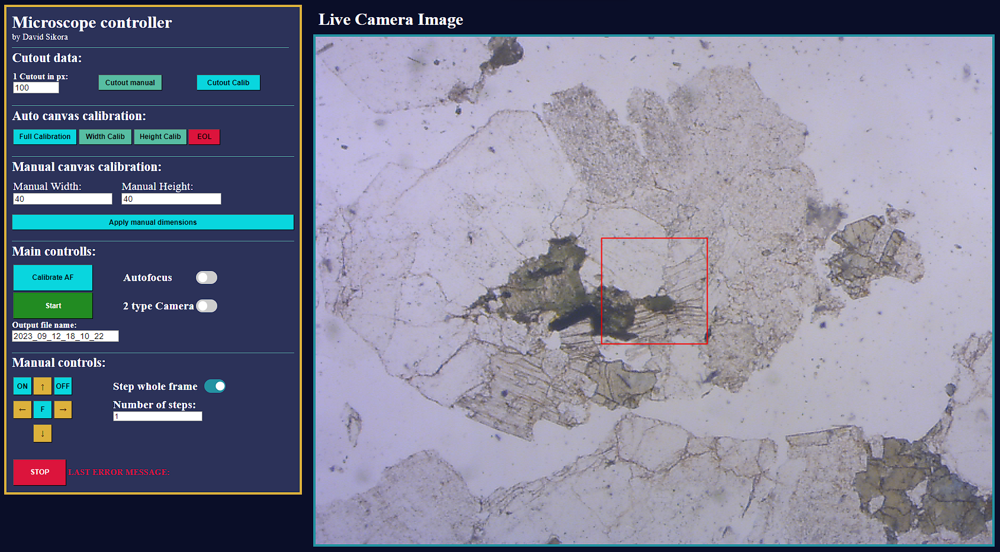 Microscope controller
by David Sikora
Cutout data:
1 Cutout in px:
100
Cutout manual
Cutout Calib
Auto canvas calibration:
Full Calibration
Width Calib
Height Calib
EOL
Manual canvas calibration:
Manual Width:
Manual Height:
40
40
Apply manual dimensions
Main controlls:
Calibrate AF
Autofocus
Start
2 type Camera
Output file name:
2023_09_12_18_10_22
Manual controls:
ON
↑
OFF
Step whole frame
←
F
→
Number of steps:
1
↓
STOP
LAST ERROR MESSAGE:
Live Camera Image